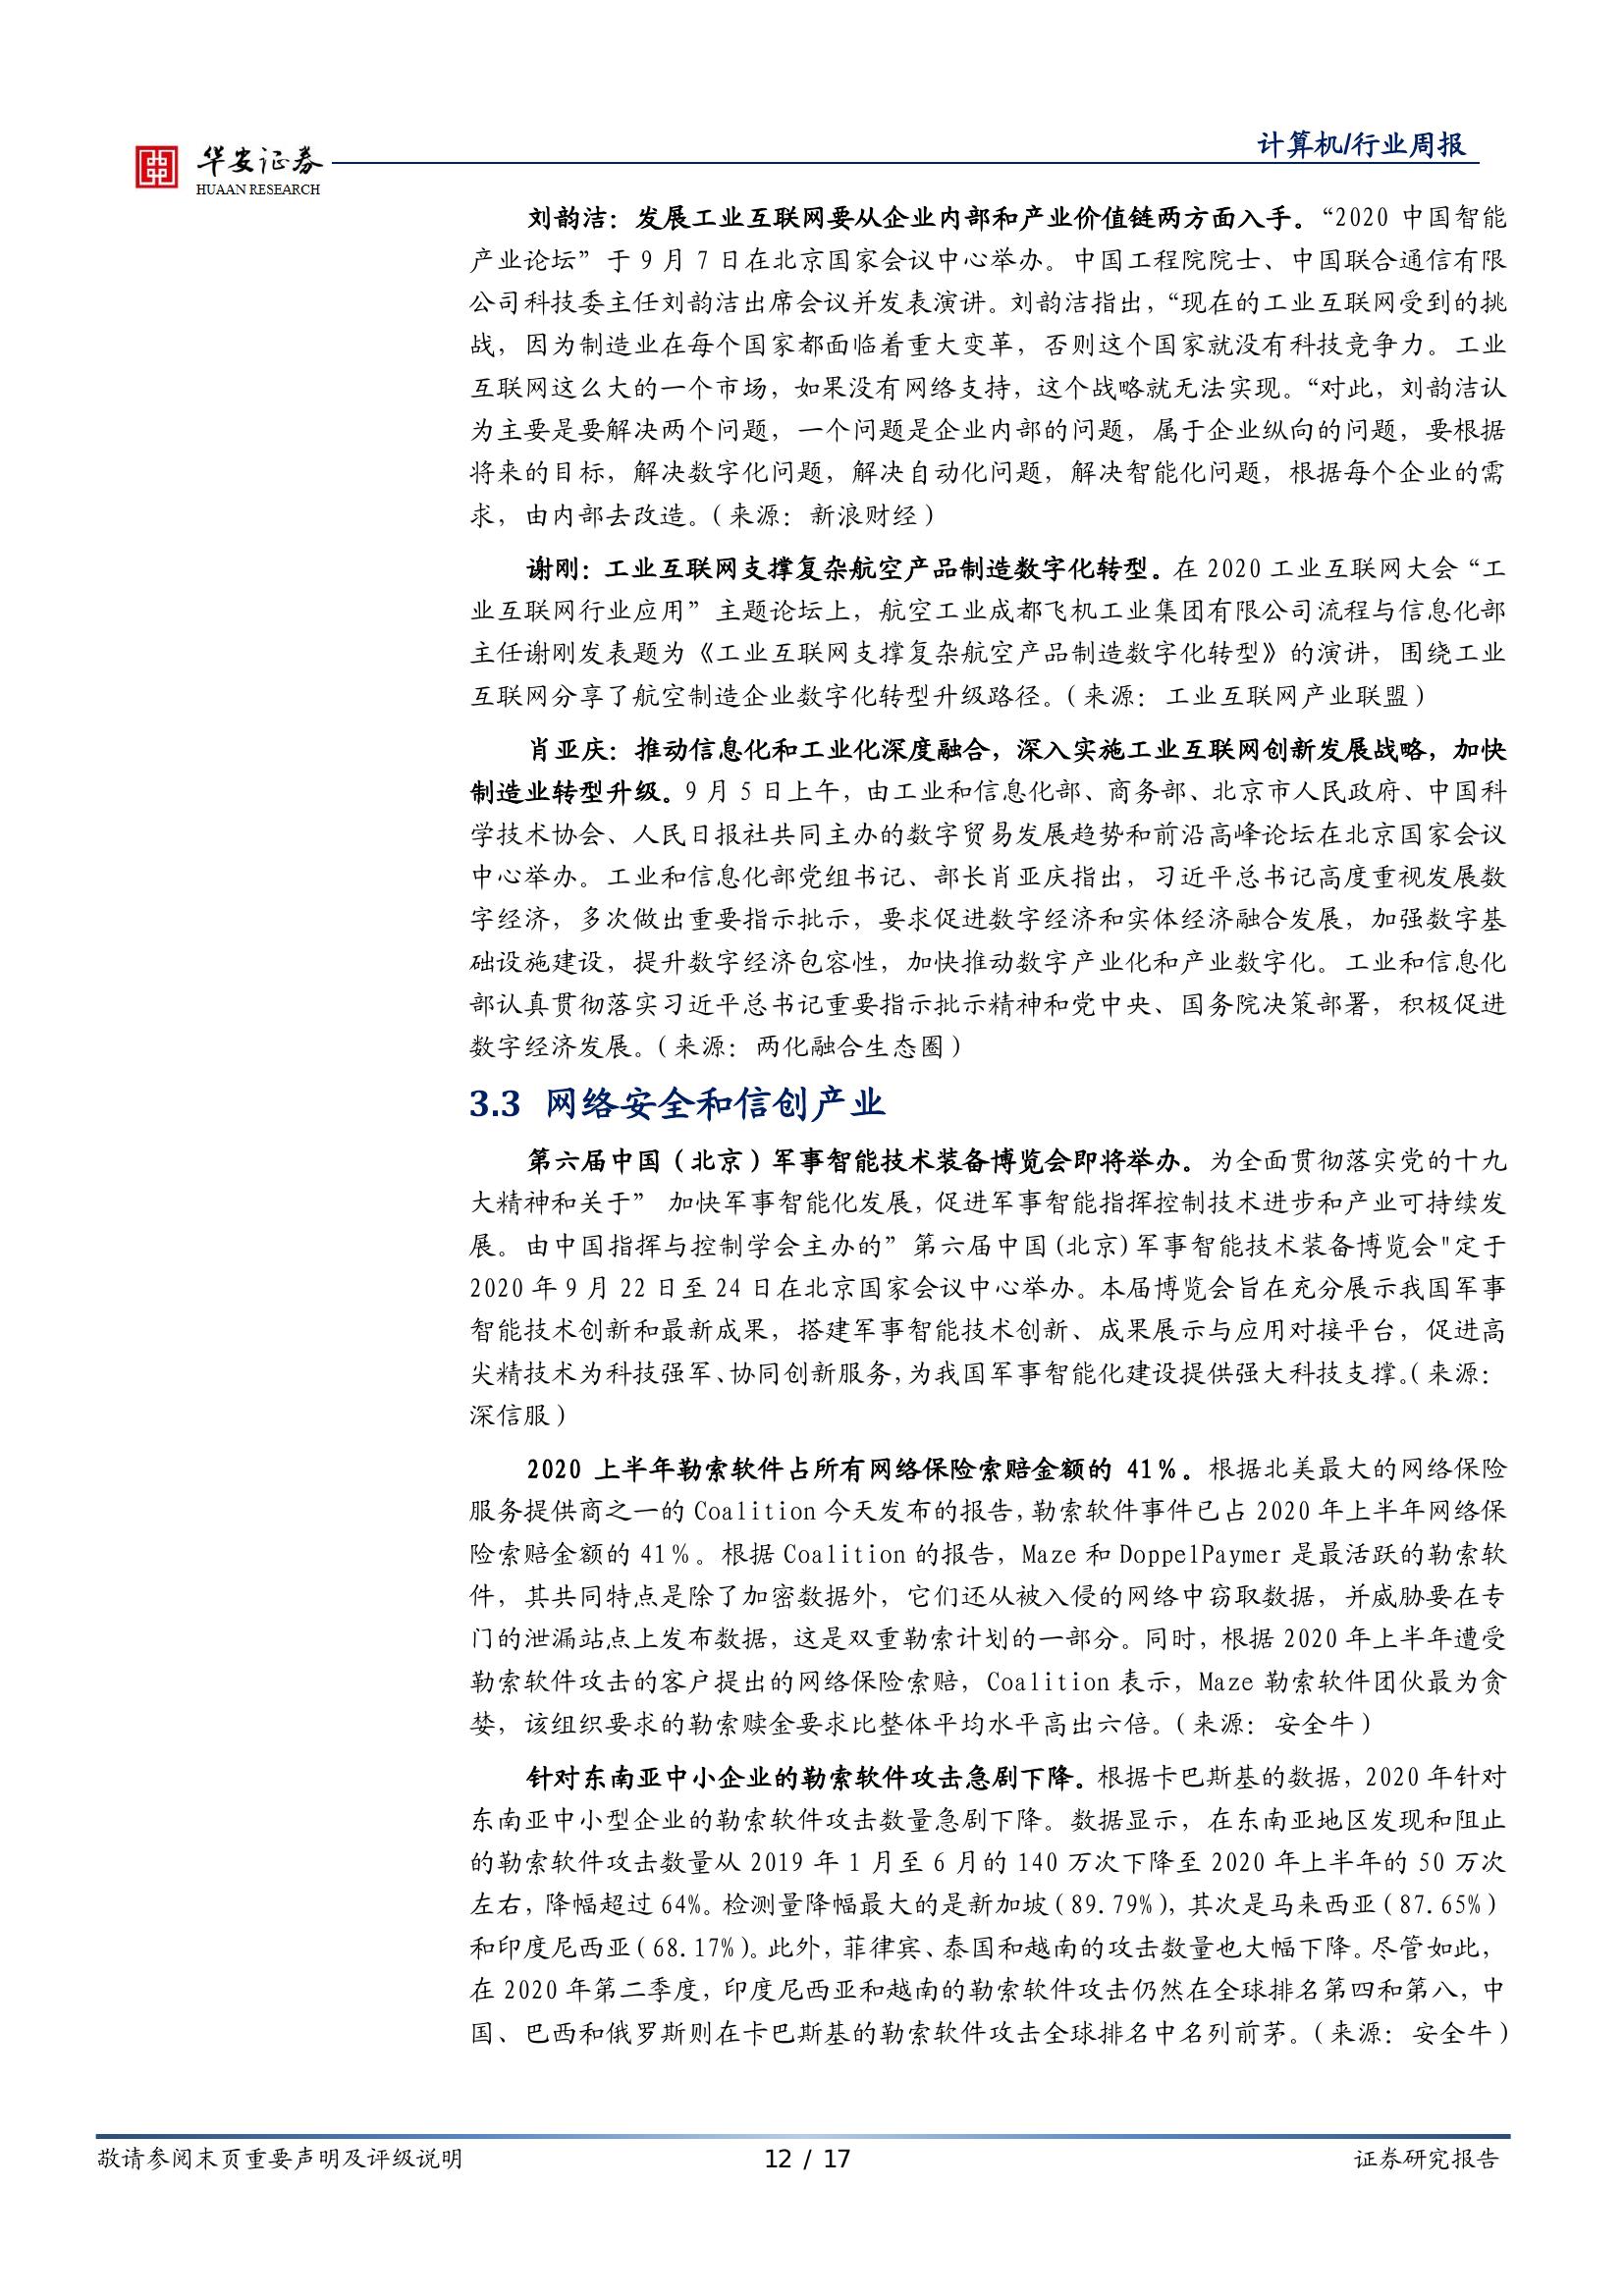 华安证券
HUAAN RESEARCH
计算机/行业周报
刘韵洁：发展工业互联网要从企业内部和产业价值链两方面入手。“2020 中国智能
产业论坛”于 9 月 7 日在北京国家会议中心举办。中国工程院院士、中国联合通信有限
公司科技委主任刘韵洁出席会议并发表演讲。刘韵洁指出，“现在的工业互联网受到的挑
战，因为制造业在每个国家都面临着重大变革，否则这个国家就没有科技竞争力。工业
互联网这么大的一个市场，如果没有网络支持，这个战略就无法实现。“对此，刘韵洁认
为主要是要解决两个问题，一个问题是企业内部的问题，属于企业纵向的问题，要根据
将来的目标，解决数字化问题，解决自动化问题，解决智能化问题，根据每个企业的需
求，由内部去改造。（来源：新浪财经）
谢刚：工业互联网支撑复杂航空产品制造数字化转型。在 2020 工业互联网大会“工
业互联网行业应用”主题论坛上，航空工业成都飞机工业集团有限公司流程与信息化部
主任谢刚发表题为《工业互联网支撑复杂航空产品制造数字化转型》的演讲，围绕工业
互联网分享了航空制造企业数字化转型升级路径。（来源：工业互联网产业联盟）
肖亚庆：推动信息化和工业化深度融合，深入实施工业互联网创新发展战略，加快
制造业转型升级。9 月 5 日上午，由工业和信息化部、商务部、北京市人民政府、中国科
学技术协会、人民日报社共同主办的数字贸易发展趋势和前沿高峰论坛在北京国家会议
中心举办。工业和信息化部党组书记、部长肖亚庆指出，习近平总书记高度重视发展数
字经济，多次做出重要指示批示，要求促进数字经济和实体经济融合发展，加强数字基
础设施建设，提升数字经济包容性，加快推动数字产业化和产业数字化。工业和信息化
部认真贯彻落实习近平总书记重要指示批示精神和党中央、国务院决策部署，积极促进
数字经济发展。（来源：两化融合生态圈）
3.3 网络安全和信创产业
第六届中国（北京）军事智能技术装备博览会即将举办。为全面贯彻落实党的十九
大精神和关于” 加快军事智能化发展，促进军事智能指挥控制技术进步和产业可持续发
展。由中国指挥与控制学会主办的”第六届中国(北京)军事智能技术装备博览会"定于
2020 年 9 月 22 日至 24 日在北京国家会议中心举办。本届博览会旨在充分展示我国军事
智能技术创新和最新成果，搭建军事智能技术创新、成果展示与应用对接平台，促进高
尖精技术为科技强军、协同创新服务，为我国军事智能化建设提供强大科技支撑。（来源：
深信服）
2020 上半年勒索软件占所有网络保险索赔金额的 41%。根据北美最大的网络保险
服务提供商之一的 Coalition 今天发布的报告，勒索软件事件已占 2020 年上半年网络保
险索赔金额的 41%。根据 Coalition 的报告，Maze 和 DoppelPaymer 是最活跃的勒索软
件，其共同特点是除了加密数据外，它们还从被入侵的网络中窃取数据，并威胁要在专
门的泄漏站点上发布数据，这是双重勒索计划的一部分。同时，根据 2020 年上半年遭受
勒索软件攻击的客户提出的网络保险索赔，Coalition 表示，Maze 勒索软件团伙最为贪
婪，该组织要求的勒索赎金要求比整体平均水平高出六倍。（来源：安全牛）
针对东南亚中小企业的勒索软件攻击急剧下降。根据卡巴斯基的数据，2020 年针对
东南亚中小型企业的勒索软件攻击数量急剧下降。数据显示，在东南亚地区发现和阻止
的勒索软件攻击数量从 2019 年 1 月至 6 月的 140 万次下降至 2020 年上半年的 50 万次
左右，降幅超过 64%。检测量降幅最大的是新加坡（89.79%），其次是马来西亚（87.65%）
和印度尼西亚（68.17%）。此外，菲律宾、泰国和越南的攻击数量也大幅下降。尽管如此，
在 2020 年第二季度，印度尼西亚和越南的勒索软件攻击仍然在全球排名第四和第八，中
国、巴西和俄罗斯则在卡巴斯基的勒索软件攻击全球排名中名列前茅。（来源：安全牛）
敬请参阅末页重要声明及评级说明
12 / 17
证券研究报告